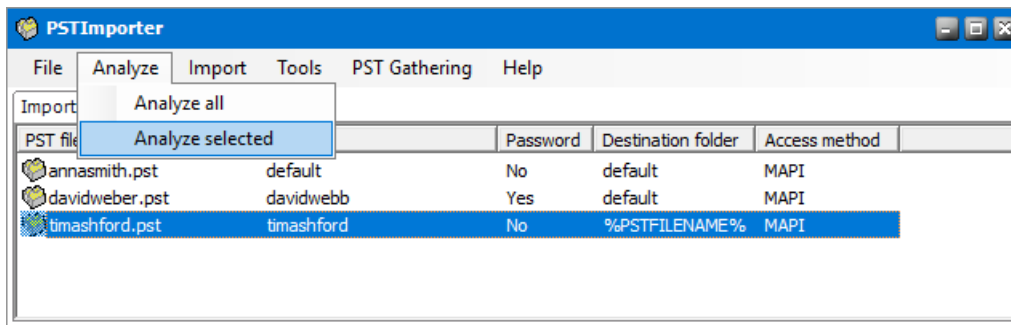 PSTImporter
File Analyze Import Tools PST Gathering Help
Import
Analyze all
Analyze selected
PST file Password Destination folder Access method
annasmith.pst default No default MAPI
davidweber.pst davidwebb Yes default MAPI
timashford.pst timashford No %PSTFILENAME% MAPI